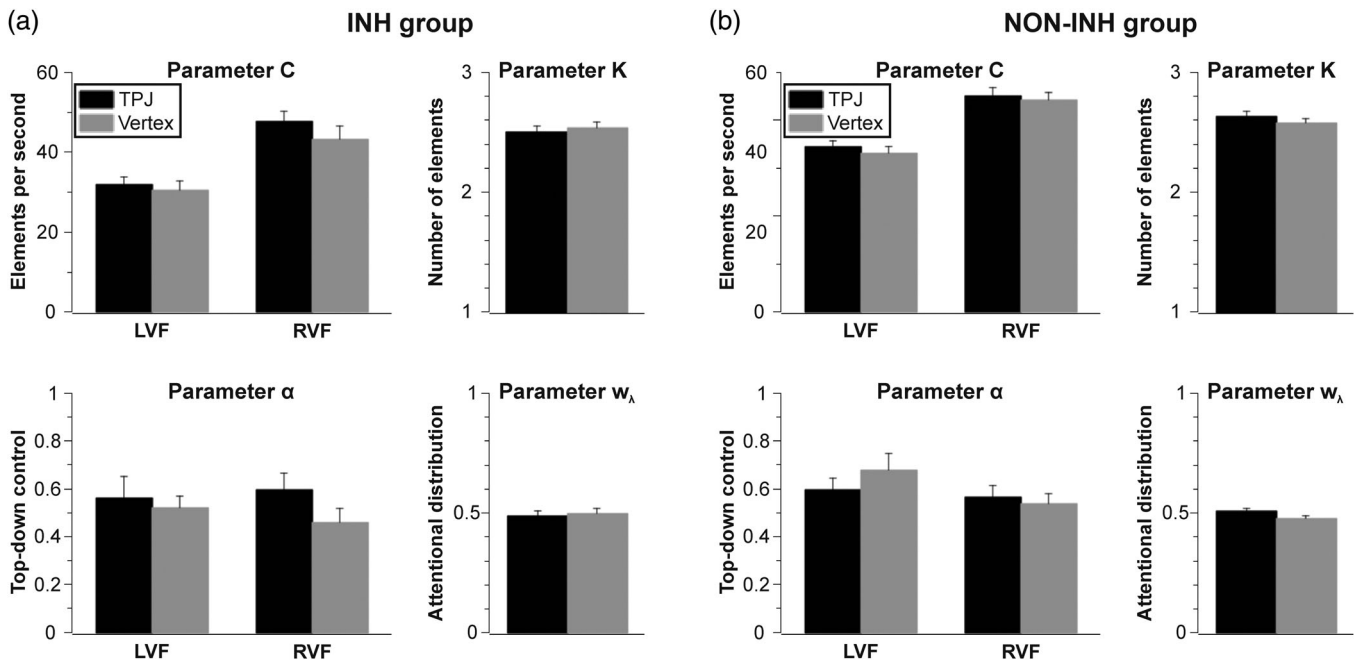 (a)
INH group
Parameter C
Elements per second
60
40
20
0
TPJ
Vertex
LVF
RVF
Parameter K
Number of elements
3
2
1
Parameter α
Top-down control
1
0.8
0.6
0.4
0.2
0
LVF
RVF
Parameter wλ
Attentional distribution
1
0.5
0
(b)
NON-INH group
Parameter C
Elements per second
60
40
20
0
TPJ
Vertex
LVF
RVF
Parameter K
Number of elements
3
2
1
Parameter α
Top-down control
1
0.8
0.6
0.4
0.2
0
LVF
RVF
Parameter wλ
Attentional distribution
1
0.5
0